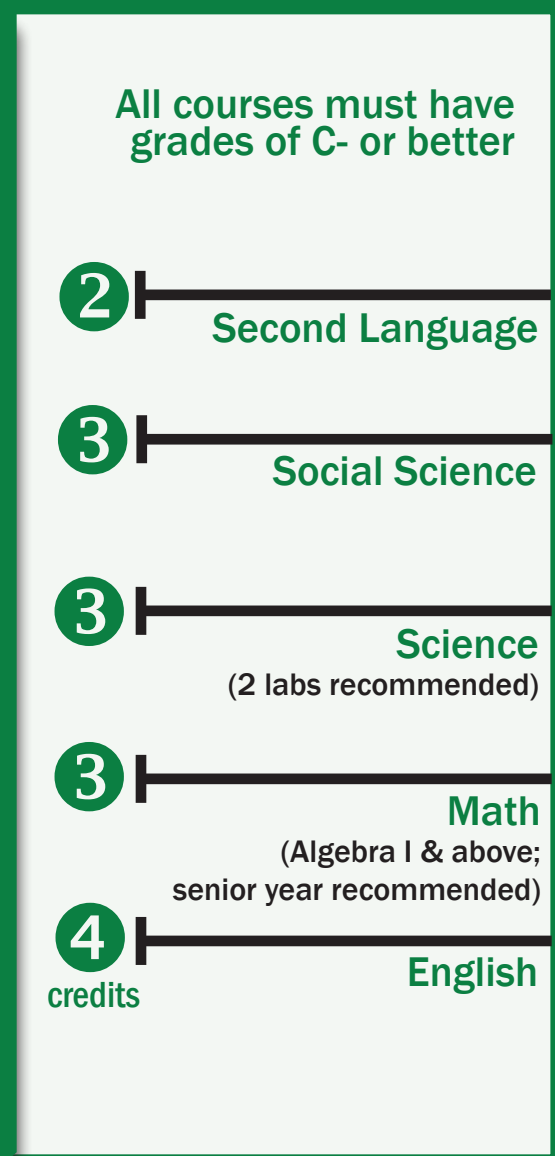 All courses must have
grades of C- or better
2
Second Language
3
Social Science
3
Science
(2 labs recommended)
3
Math
(Algebra I & above;
senior year recommended)
4
English
credits